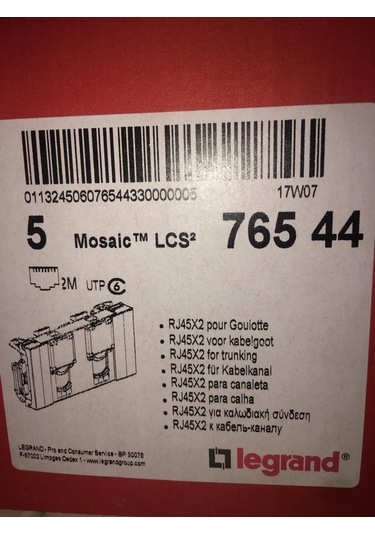 0113245060765443300000005
17W07
5 Mosaic™ LCS² 765 44
2M UTP 6
• RJ45X2 pour Goulotte
• RJ45X2 voor kabelgoot
• RJ45X2 for trunking
• RJ45X2 für Kabelkanal
• RJ45X2 para canaleta
• RJ45X2 para calha
• RJ45X2 για καλωδιακή σύνδεση
• RJ45X2 к кабель-каналу
LEGRAND - Pro and Consumer Service - BP 30076
F-87002 Limoges Cedex 1 - www.legrandgroup.com
legrand®